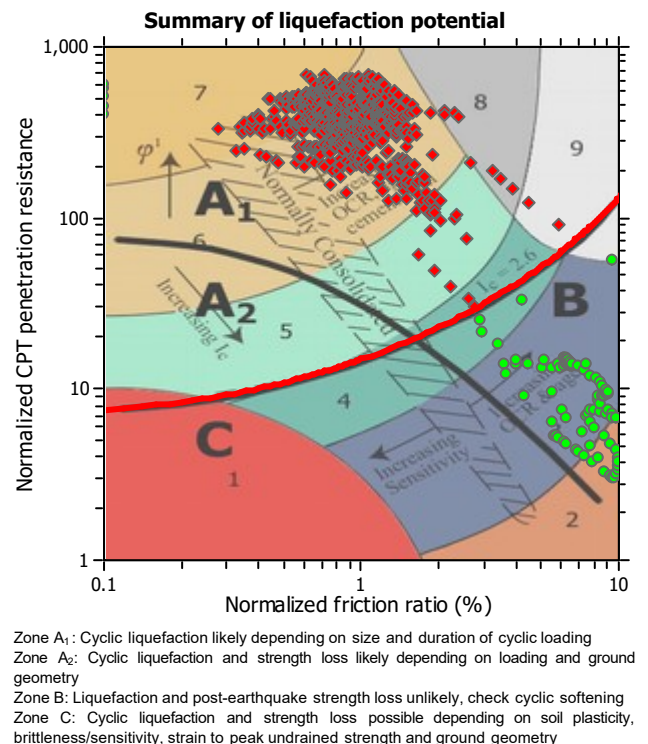 Summary of liquefaction potential
Normalized CPT penetration resistance
1,000
100
10
1
7
8
9
φ'
A1
Normally Consolidated
6
Ic = 2.6
A2
B
Increasing Ic
5
4
C
1
Increasing
Sensitivity
2
0.1
1
10
Normalized friction ratio (%)
Zone A1: Cyclic liquefaction likely depending on size and duration of cyclic loading
Zone A2: Cyclic liquefaction and strength loss likely depending on loading and ground
geometry
Zone B: Liquefaction and post-earthquake strength loss unlikely, check cyclic softening
Zone C: Cyclic liquefaction and strength loss possible depending on soil plasticity,
brittleness/sensitivity, strain to peak undrained strength and ground geometry